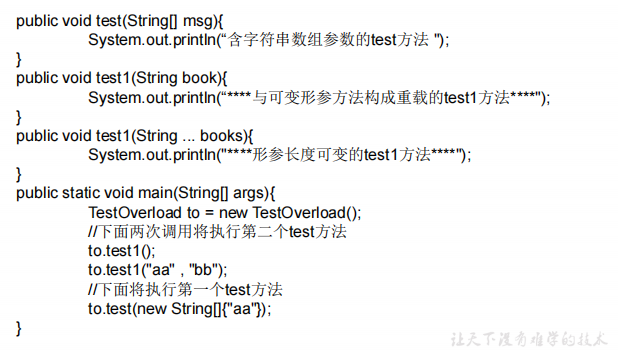 public void test(String[] msg){
System.out.println(“含字符串数组参数的test方法 ");
}
public void test1(String book){
System.out.println(“****与可变形参方法构成重载的test1方法****");
}
public void test1(String ... books){
System.out.println("****形参长度可变的test1方法****");
}
public static void main(String[] args){
TestOverload to = new TestOverload();
//下面两次调用将执行第二个test方法
to.test1();
to.test1("aa" , "bb");
//下面将执行第一个test方法
to.test(new String[]{"aa"});
}
让天下没有难学的技术